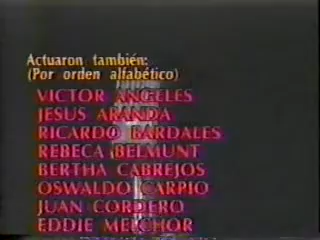 Actuaron también:
(Por orden alfabético)
VICTOR ANGELES
JESUS ARANDA
RICARDO BARDALES
REBECA BELMUNT
BERTHA CABREJOS
OSWALDO CARPIO
JUAN CORDERO
EDDIE MELCHOR